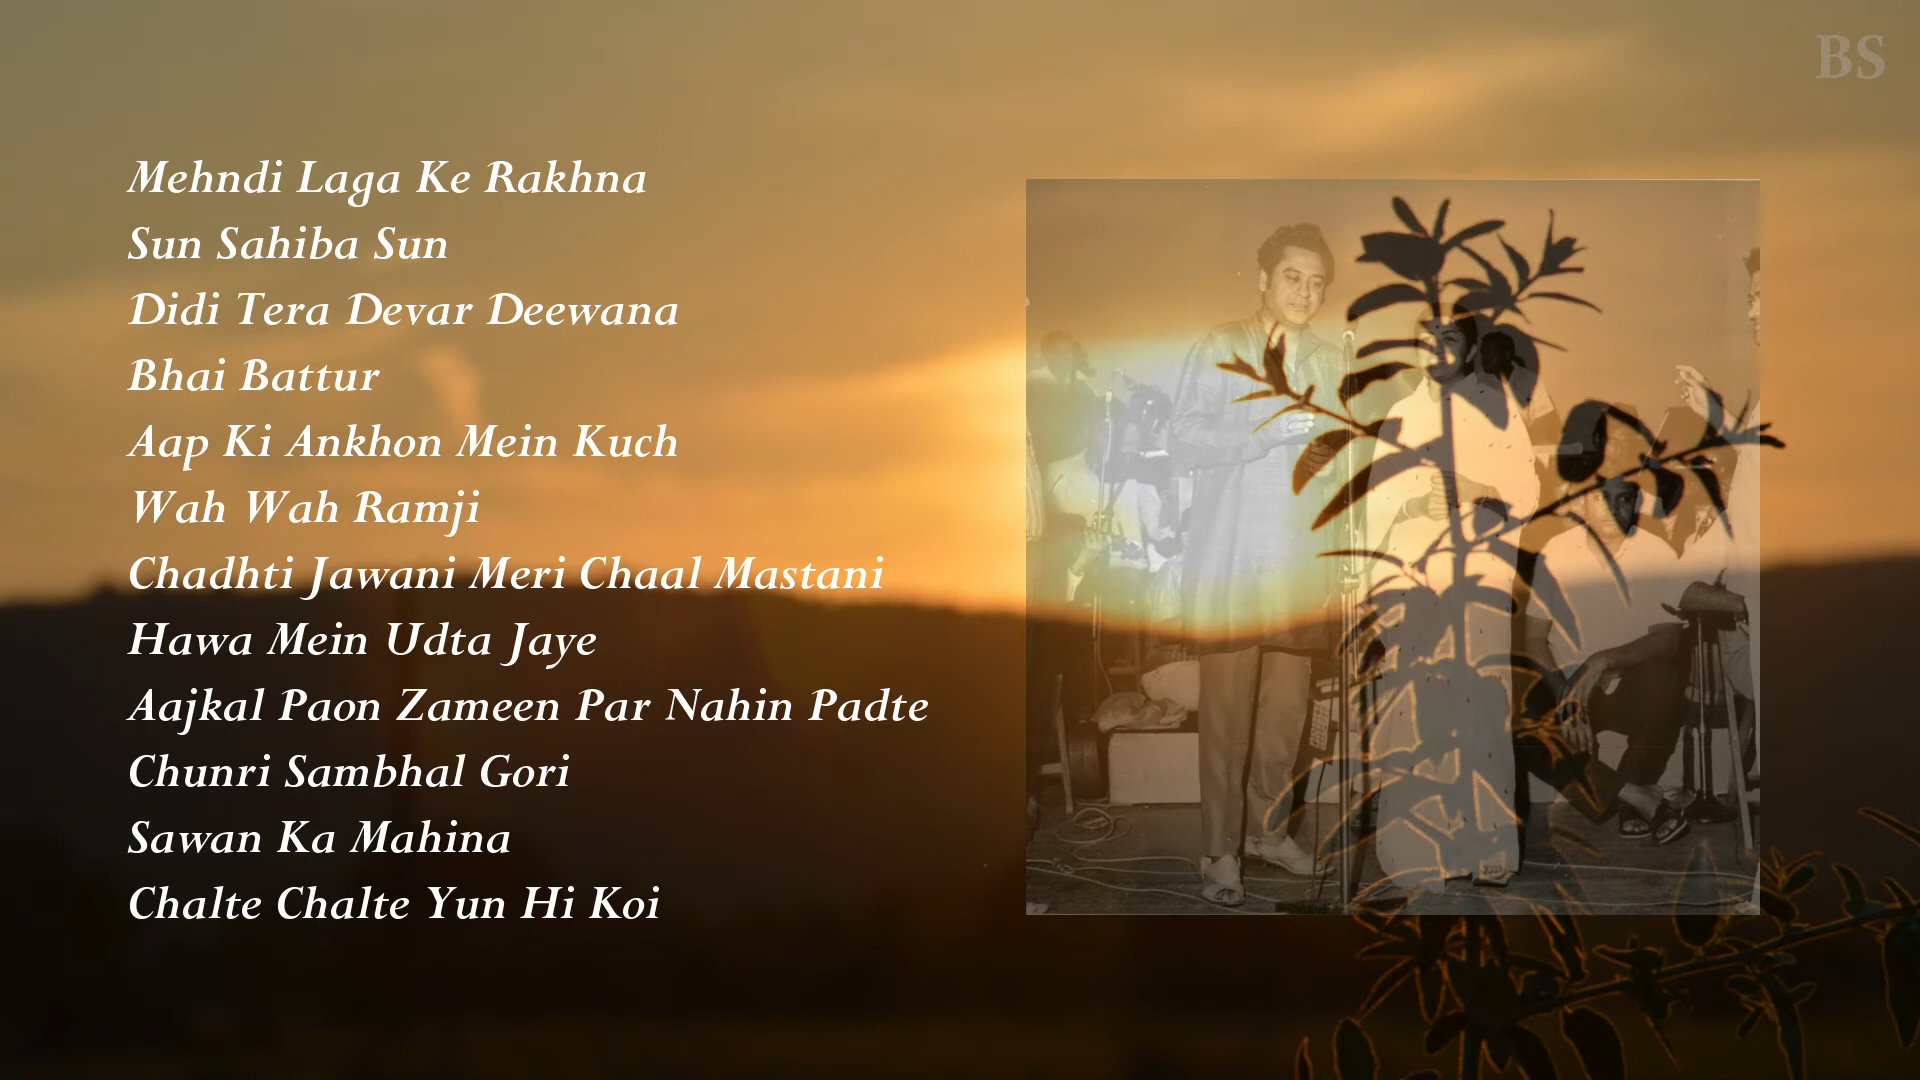 BS
Mehndi Laga Ke Rakhna
Sun Sahiba Sun
Didi Tera Devar Deewana
Bhai Battur
Aap Ki Ankhon Mein Kuch
Wah Wah Ramji
Chadhti Jawani Meri Chaal Mastani
Hawa Mein Udta Jaye
Aajkal Paon Zameen Par Nahin Padte
Chunri Sambhal Gori
Sawan Ka Mahina
Chalte Chalte Yun Hi Koi